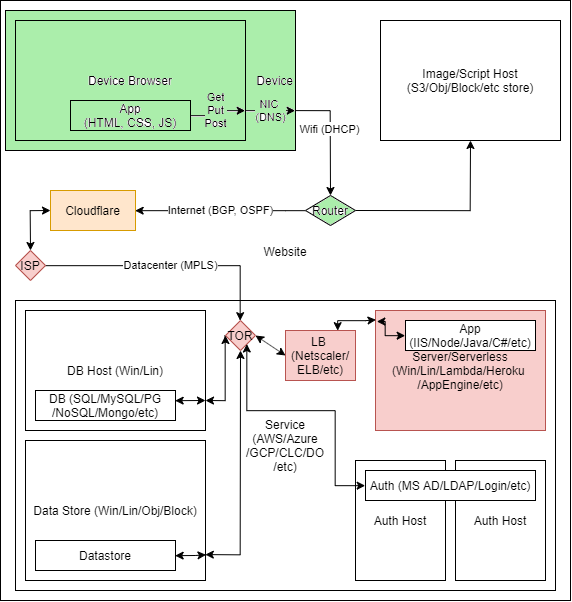 Device Browser
Device
App
(HTML, CSS, JS)
Get
Put
Post
NIC
(DNS)
Image/Script Host
(S3/Obj/Block/etc store)
Wifi (DHCP)
Cloudflare
Internet (BGP, OSPF)
Router
Website
ISP
Datacenter (MPLS)
TOR
LB
(Netscaler/
ELB/etc)
App
(IIS/Node/Java/C#/etc)
Server/Serverless
(Win/Lin/Lambda/Heroku
/AppEngine/etc)
DB Host (Win/Lin)
DB (SQL/MySQL/PG
/NoSQL/Mongo/etc)
Service
(AWS/Azure
/GCP/CLC/DO
/etc)
Data Store (Win/Lin/Obj/Block)
Datastore
Auth (MS AD/LDAP/Login/etc)
Auth Host
Auth Host